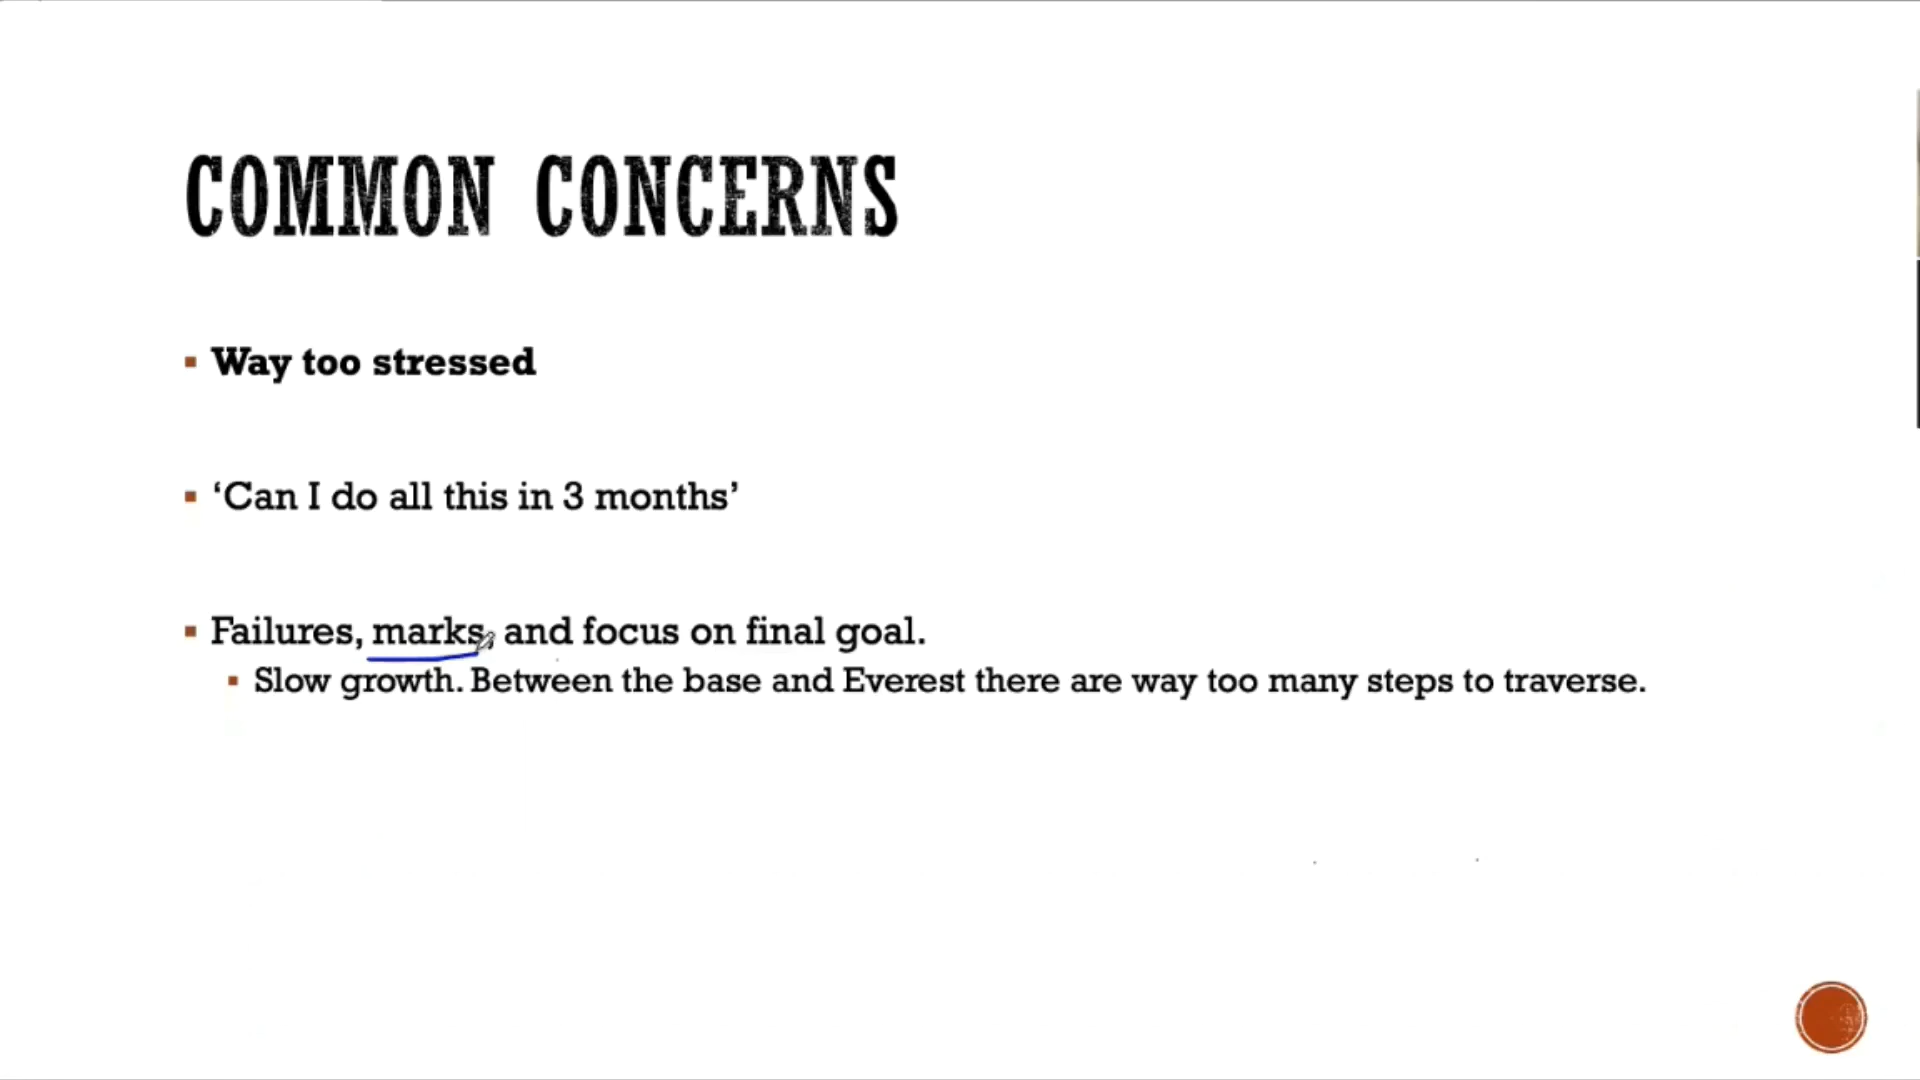 COMMON CONCERNS
Way too stressed
‘Can I do all this in 3 months’
Failures, marks, and focus on final goal.
Slow growth. Between the base and Everest there are way too many steps to traverse.